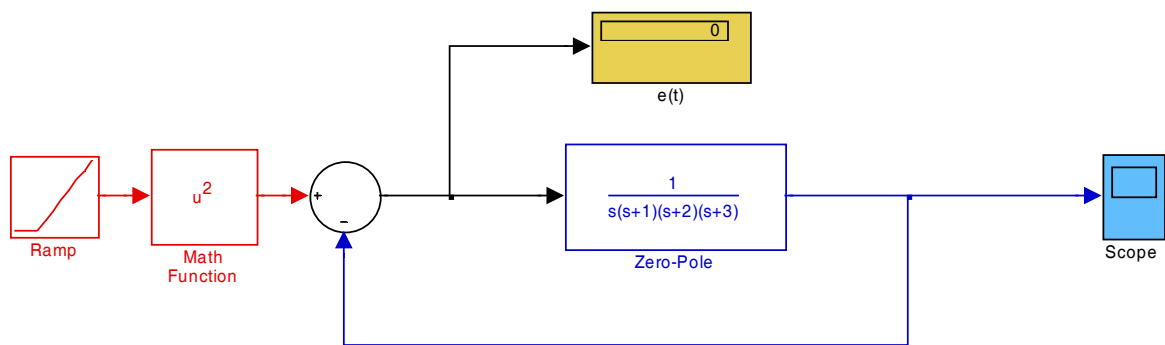 0
e(t)
u²
+
−
1
s(s+1)(s+2)(s+3)
Ramp
Math
Function
Zero-Pole
Scope